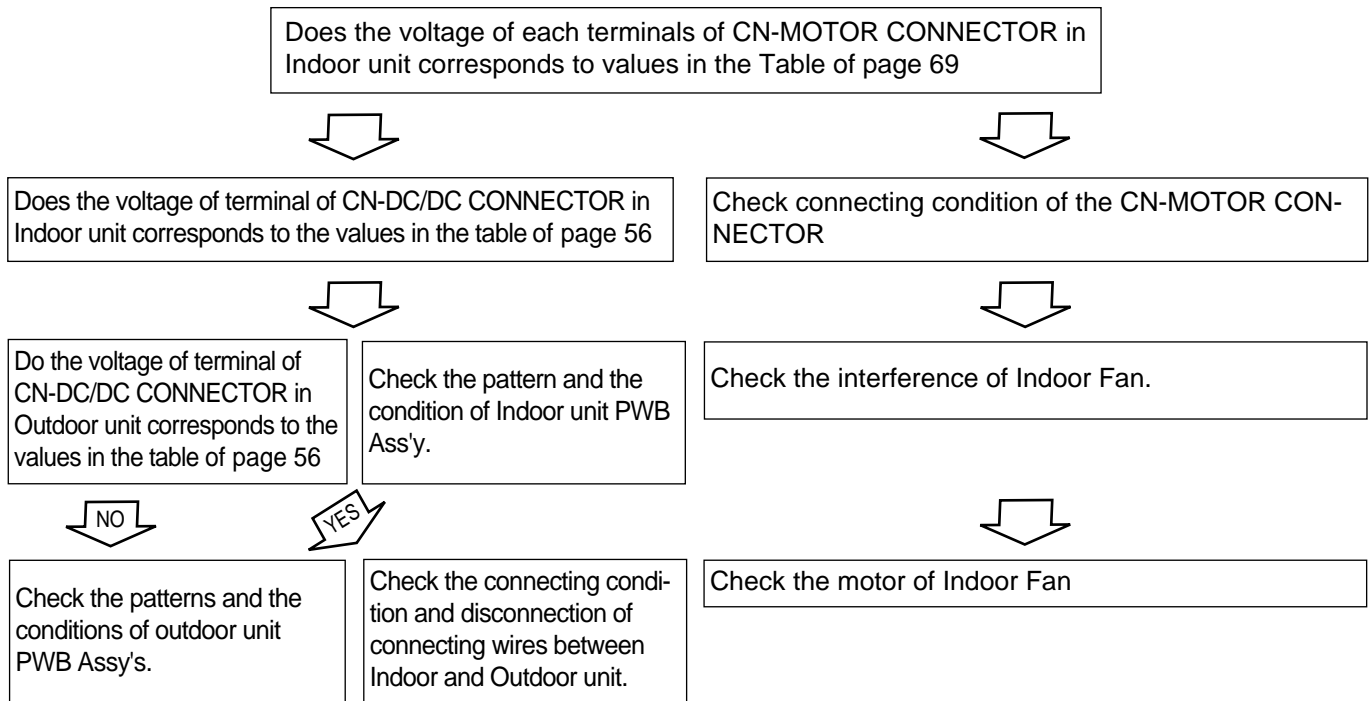 Does the voltage of each terminals of CN-MOTOR CONNECTOR in
Indoor unit corresponds to values in the Table of page 69
Does the voltage of terminal of CN-DC/DC CONNECTOR in
Indoor unit corresponds to the values in the table of page 56
Check connecting condition of the CN-MOTOR CON-
NECTOR
Do the voltage of terminal of
CN-DC/DC CONNECTOR in
Outdoor unit corresponds to the
values in the table of page 56
Check the pattern and the
condition of Indoor unit PWB
Ass'y.
Check the interference of Indoor Fan.
NO
YES
Check the patterns and the
conditions of outdoor unit
PWB Assy's.
Check the connecting condi-
tion and disconnection of
connecting wires between
Indoor and Outdoor unit.
Check the motor of Indoor Fan